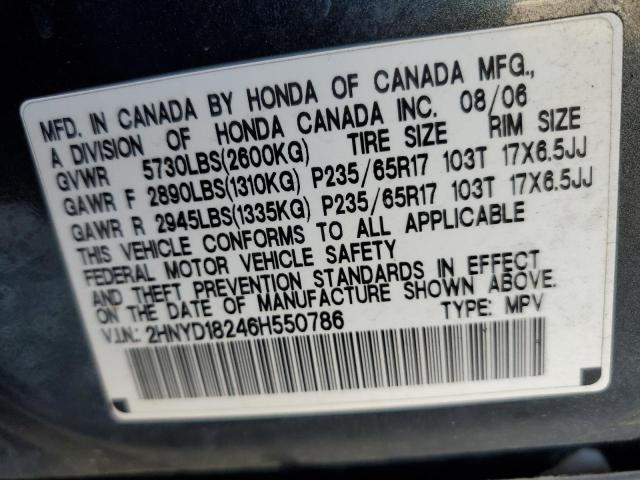 MFD. IN CANADA BY HONDA OF CANADA MFG.,
A DIVISION OF HONDA CANADA INC. 08/06
GVWR 5730LBS(2600KG) TIRE SIZE RIM SIZE
GAWR F 2890LBS(1310KG) P235/65R17 103T 17X6.5JJ
GAWR R 2945LBS(1335KG) P235/65R17 103T 17X6.5JJ
THIS VEHICLE CONFORMS TO ALL APPLICABLE
FEDERAL MOTOR VEHICLE SAFETY
AND THEFT PREVENTION STANDARDS IN EFFECT
ON THE DATE OF MANUFACTURE SHOWN ABOVE.
V.I.N: 2HNYD18246H550786 TYPE: MPV